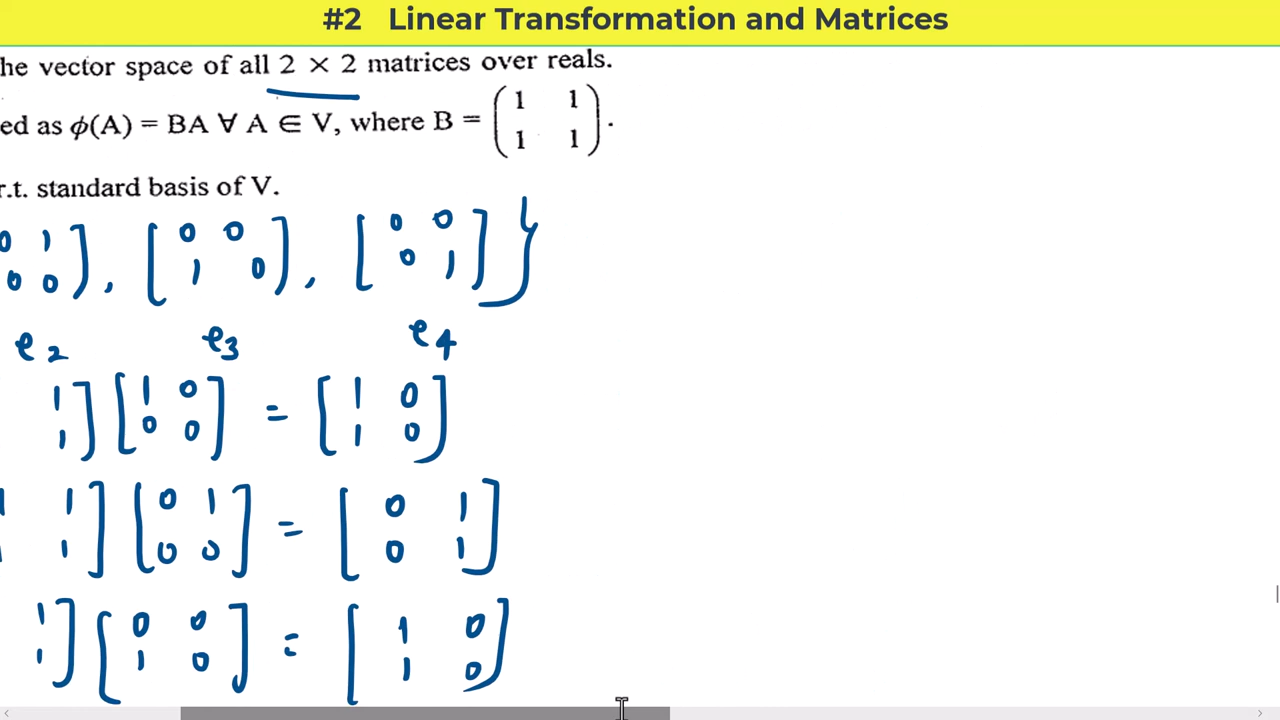 #2 Linear Transformation and Matrices
he vector space of all 2 × 2 matrices over reals.
ed as ϕ(A) = BA ∀ A ∈ V, where B = (1 1
1 1).
r.t. standard basis of V.
0 1 ] , [ 0 0 ] , [ 0 0 ] }
0 0 ] , [ 1 0 ] , [ 0 1 ] }
e2 e3 e4
1 ] [ 1 0 ] = [ 1 0 ]
1 ] [ 0 0 ] = [ 1 0 ]
1 1 ] [ 0 1 ] = [ 0 1 ]
1 1 ] [ 0 0 ] = [ 0 1 ]
1 ] [ 0 0 ] = [ 1 0 ]
1 ] [ 1 0 ] = [ 1 0 ]